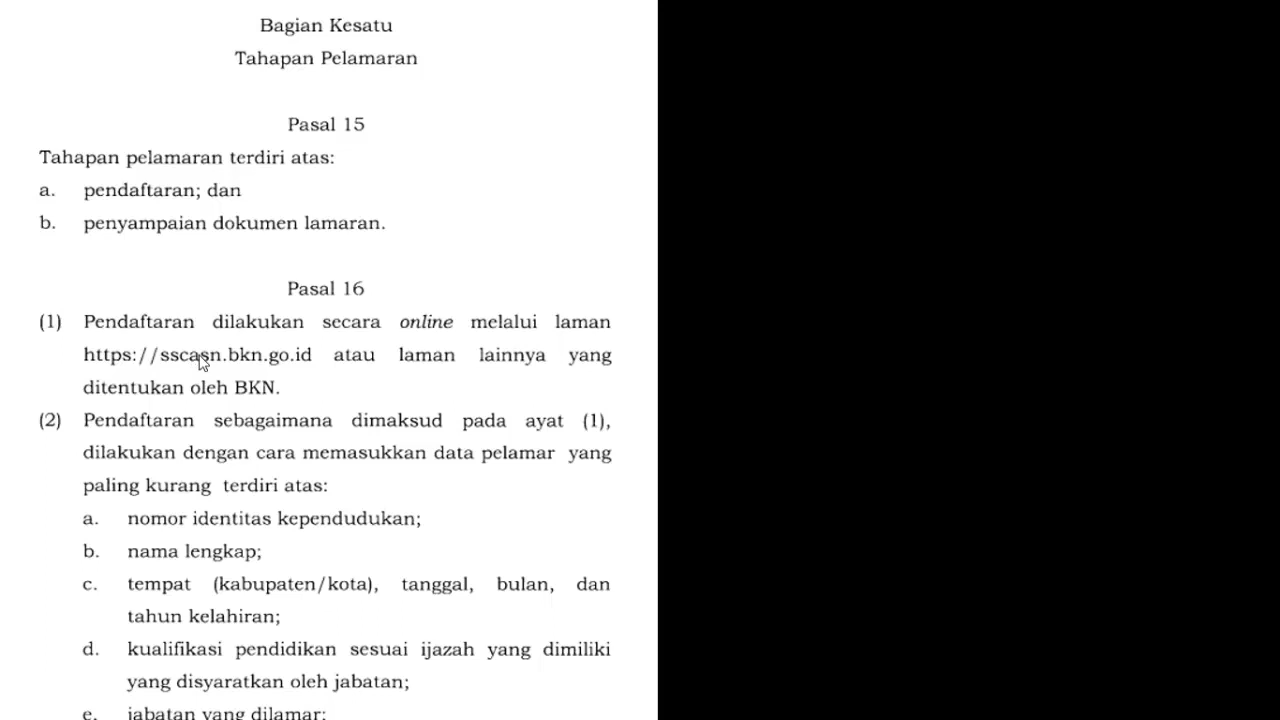 Bagian Kesatu
Tahapan Pelamaran
Pasal 15
Tahapan pelamaran terdiri atas:
a. pendaftaran; dan
b. penyampaian dokumen lamaran.
Pasal 16
(1) Pendaftaran dilakukan secara online melalui laman
https://sscasn.bkn.go.id atau laman lainnya yang
ditentukan oleh BKN.
(2) Pendaftaran sebagaimana dimaksud pada ayat (1),
dilakukan dengan cara memasukkan data pelamar yang
paling kurang terdiri atas:
a. nomor identitas kependudukan;
b. nama lengkap;
c. tempat (kabupaten/kota), tanggal, bulan, dan
tahun kelahiran;
d. kualifikasi pendidikan sesuai ijazah yang dimiliki
yang disyaratkan oleh jabatan;
e. jabatan yang dilamar;